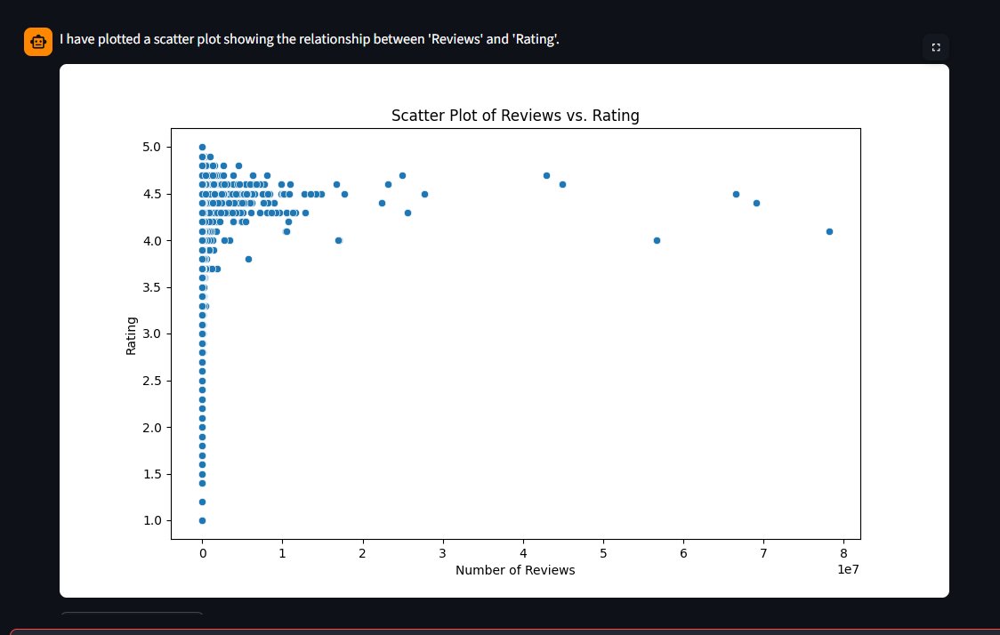 I have plotted a scatter plot showing the relationship between 'Reviews' and 'Rating'.
Scatter Plot of Reviews vs. Rating
5.0
4.5
4.0
3.5
3.0
2.5
2.0
1.5
1.0
Rating
0 1 2 3 4 5 6 7 8
1e7
Number of Reviews